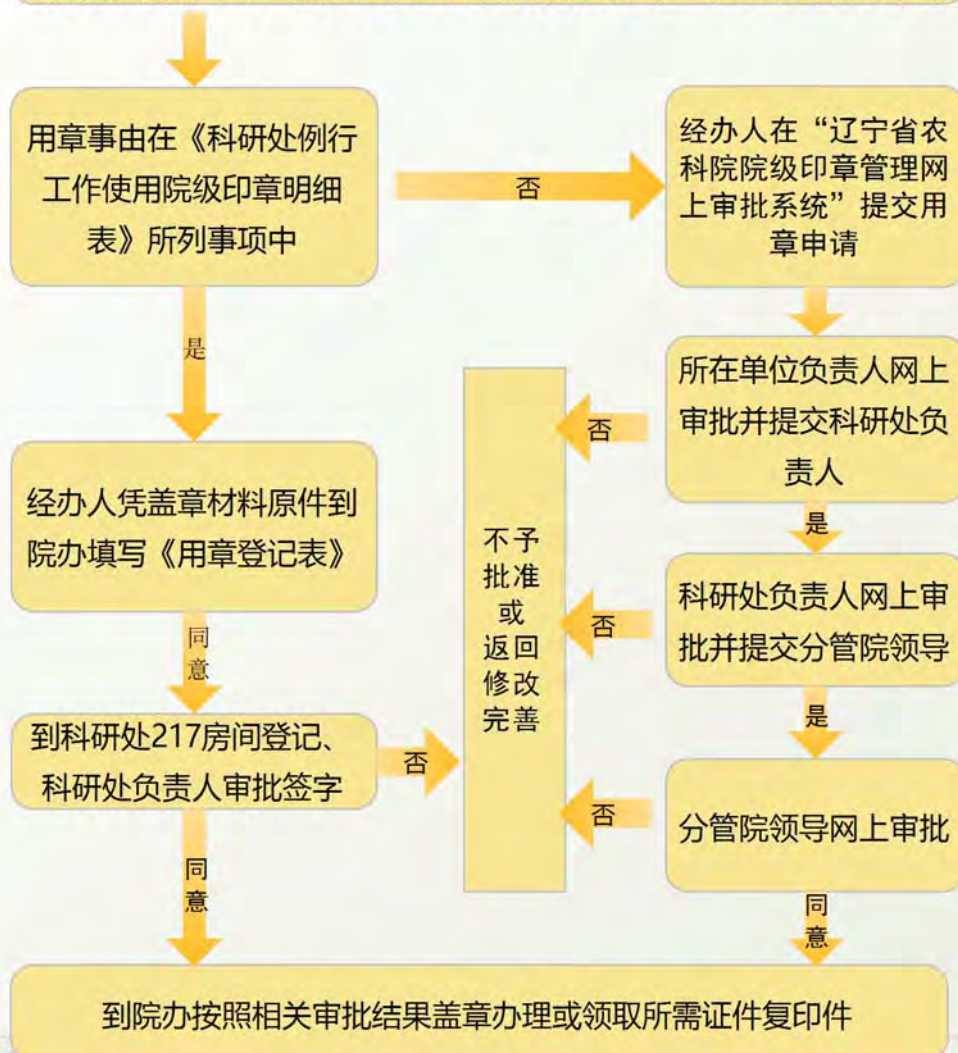 用章事由在《科研处例行
工作使用院级印章明细
表》所列事项中
否
经办人在“辽宁省农
科院院级印章管理网
上审批系统”提交用
章申请
是
所在单位负责人网上
审批并提交科研处负
责人
否
是
经办人凭盖章材料原件到
院办填写《用章登记表》
不予
批准
或
返回
修改
完善
科研处负责人网上审
批并提交分管院领导
否
同
意
是
到科研处217房间登记、
科研处负责人审批签字
否
分管院领导网上审批
否
同
意
同
意
到院办按照相关审批结果盖章办理或领取所需证件复印件